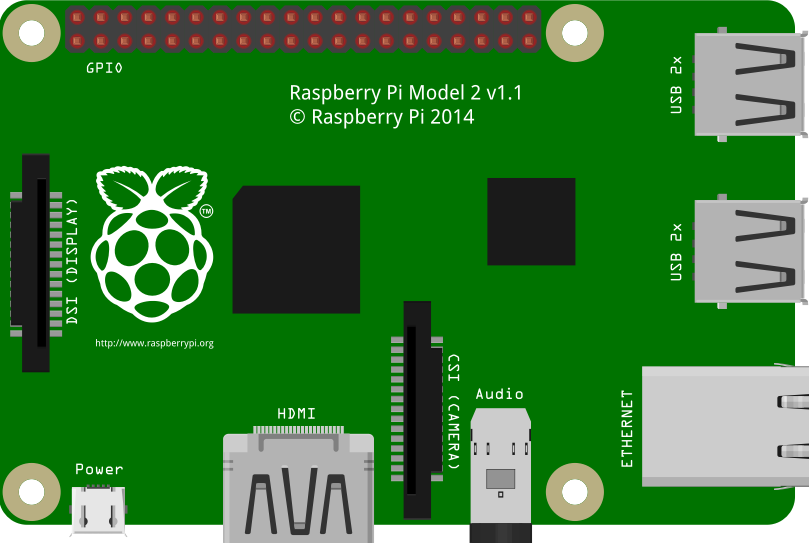 GPIO
Raspberry Pi Model 2 v1.1
© Raspberry Pi 2014
USB 2x
USB 2x
DSI (DISPLAY)
TM
http://www.raspberrypi.org
CSI (CAMERA)
Audio
ETHERNET
HDMI
Power